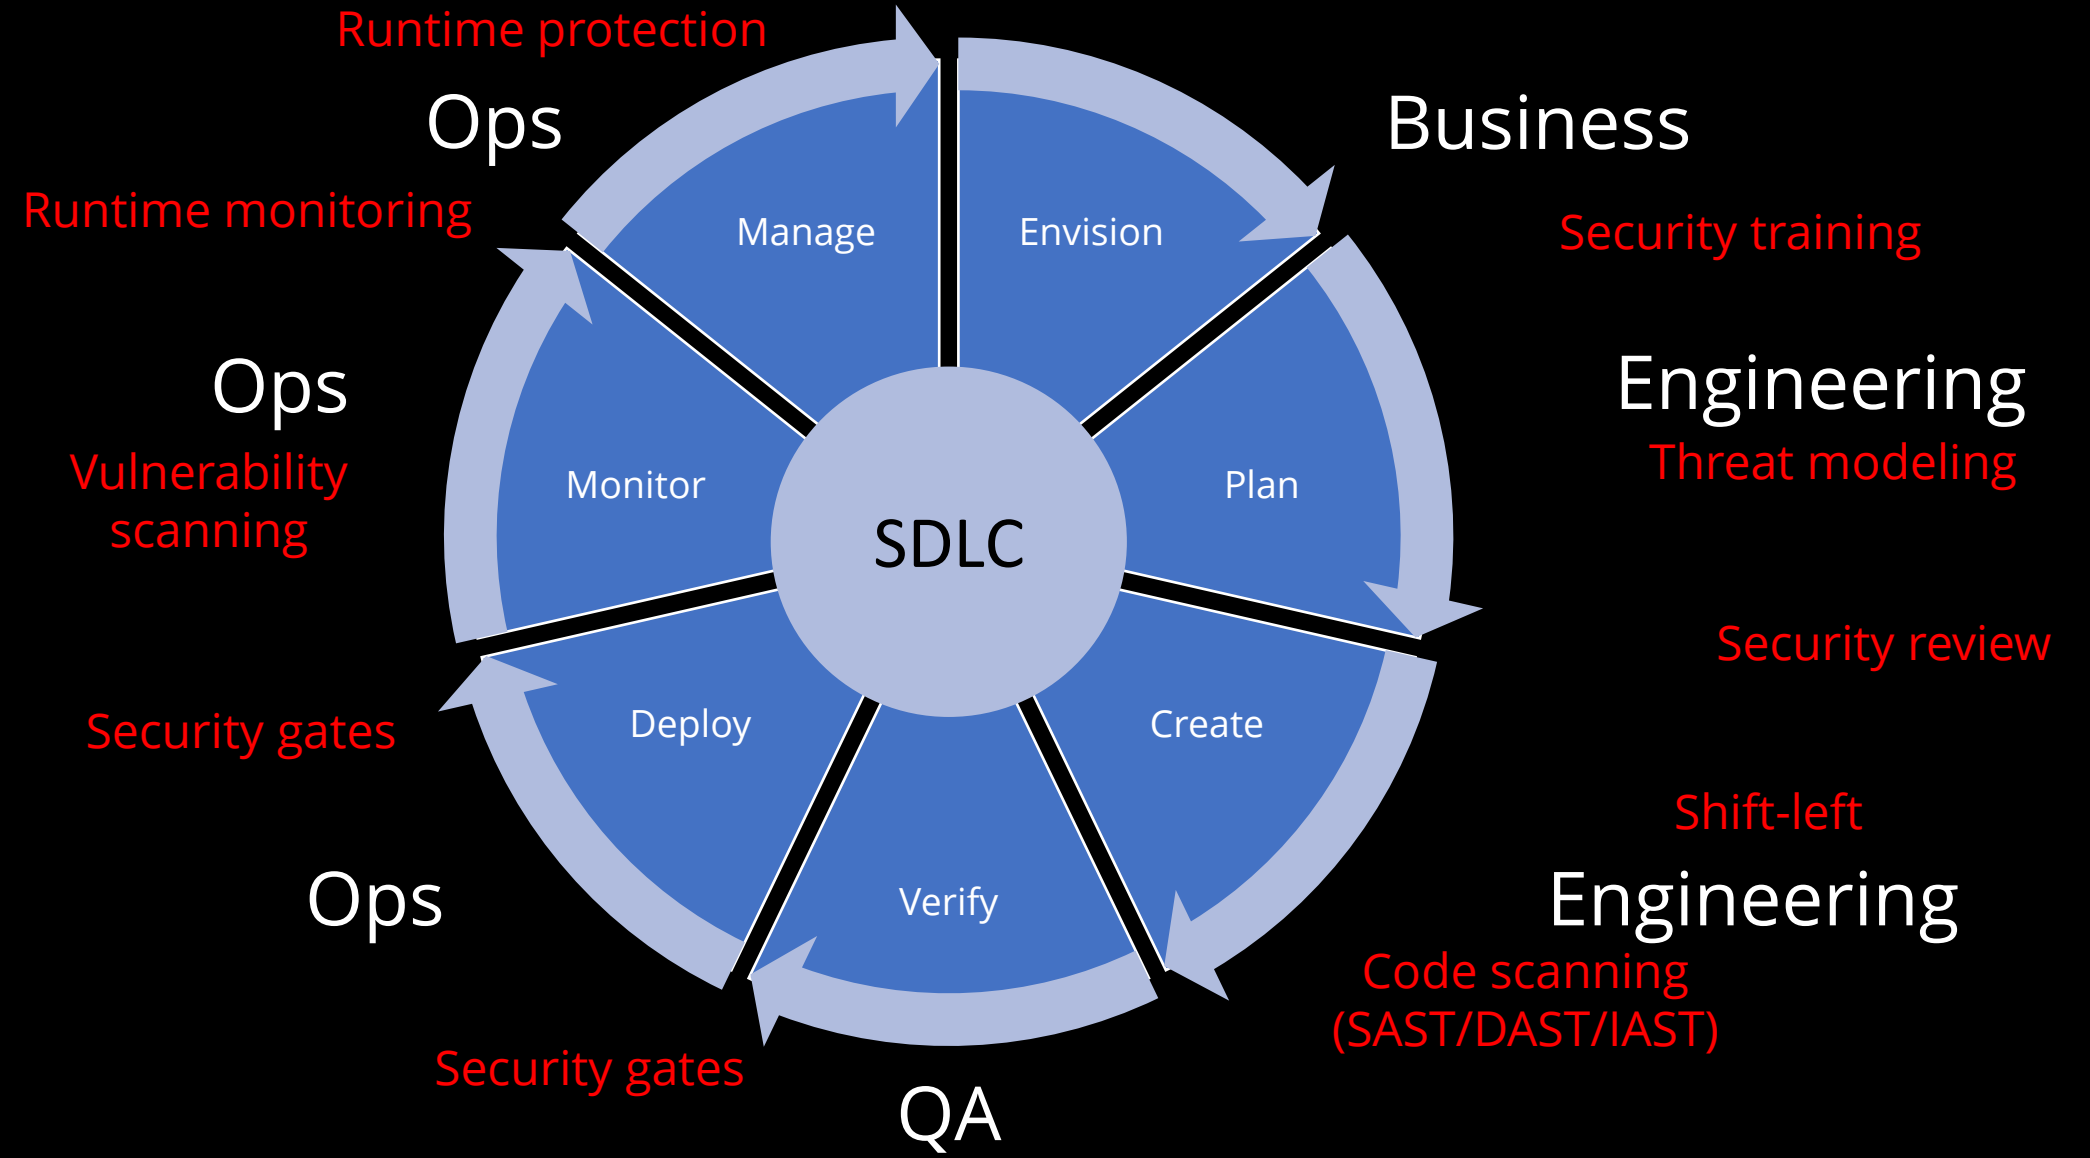 Runtime protection
Ops
Business
Runtime monitoring
Manage
Envision
Security training
Ops
Engineering
Vulnerability
scanning
Monitor
Plan
Threat modeling
SDLC
Security review
Security gates
Deploy
Create
Shift-left
Ops
Verify
Engineering
Code scanning
(SAST/DAST/IAST)
Security gates
QA